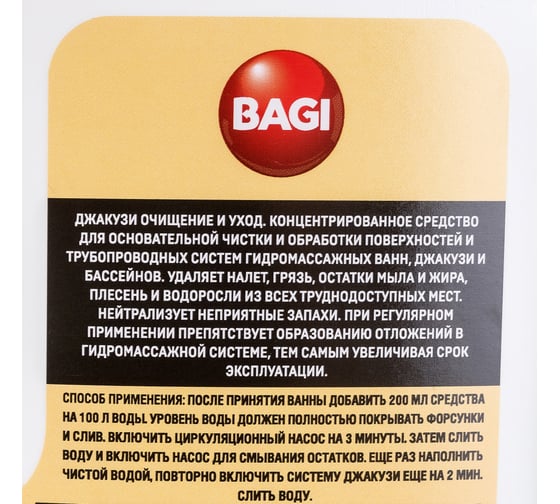 BAGI
ДЖАКУЗИ ОЧИЩЕНИЕ И УХОД. КОНЦЕНТРИРОВАННОЕ СРЕДСТВО
ДЛЯ ОСНОВАТЕЛЬНОЙ ЧИСТКИ И ОБРАБОТКИ ПОВЕРХНОСТЕЙ И
ТРУБОПРОВОДНЫХ СИСТЕМ ГИДРОМАССАЖНЫХ ВАНН, ДЖАКУЗИ И
БАССЕЙНОВ. УДАЛЯЕТ НАЛЕТ, ГРЯЗЬ, ОСТАТКИ МЫЛА И ЖИРА,
ПЛЕСЕНЬ И ВОДОРОСЛИ ИЗ ВСЕХ ТРУДНОДОСТУПНЫХ МЕСТ.
НЕЙТРАЛИЗУЕТ НЕПРИЯТНЫЕ ЗАПАХИ. ПРИ РЕГУЛЯРНОМ
ПРИМЕНЕНИИ ПРЕПЯТСТВУЕТ ОБРАЗОВАНИЮ ОТЛОЖЕНИЙ В
ГИДРОМАССАЖНОЙ СИСТЕМЕ, ТЕМ САМЫМ УВЕЛИЧИВАЯ СРОК
ЭКСПЛУАТАЦИИ.
СПОСОБ ПРИМЕНЕНИЯ: ПОСЛЕ ПРИНЯТИЯ ВАННЫ ДОБАВИТЬ 200 МЛ СРЕДСТВА
НА 100 Л ВОДЫ. УРОВЕНЬ ВОДЫ ДОЛЖЕН ПОЛНОСТЬЮ ПОКРЫВАТЬ ФОРСУНКИ
И СЛИВ. ВКЛЮЧИТЬ ЦИРКУЛЯЦИОННЫЙ НАСОС НА 3 МИНУТЫ. ЗАТЕМ СЛИТЬ
ВОДУ И ВКЛЮЧИТЬ НАСОС ДЛЯ СМЫВАНИЯ ОСТАТКОВ. ЕЩЕ РАЗ НАПОЛНИТЬ
ЧИСТОЙ ВОДОЙ, ПОВТОРНО ВКЛЮЧИТЬ СИСТЕМУ ДЖАКУЗИ ЕЩЕ НА 2 МИН.
СЛИТЬ ВОДУ.